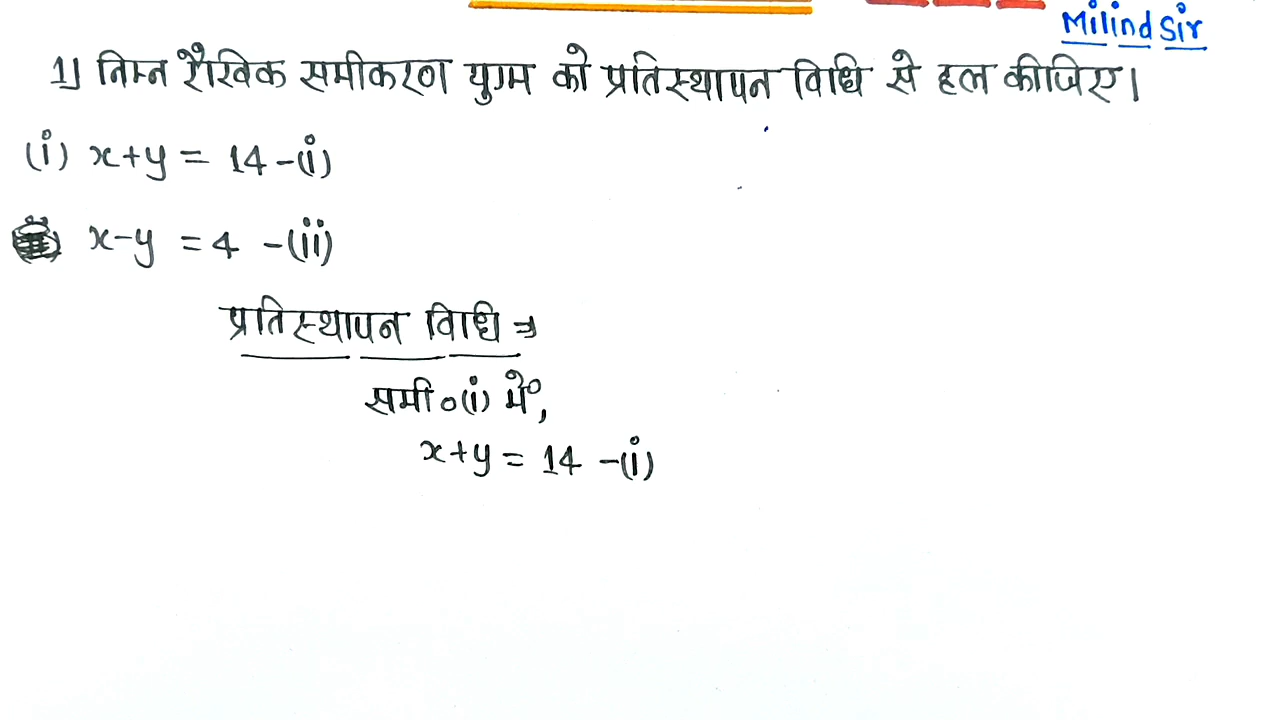 Milind Sir
1) निम्न रैखिक समीकरण युग्म को प्रतिस्थापन विधि से हल कीजिए।
(i) x+y = 14 -(i)
x-y = 4 -(ii)
प्रतिस्थापन विधि ⇒
समी०(i) में,
x+y = 14 -(i)